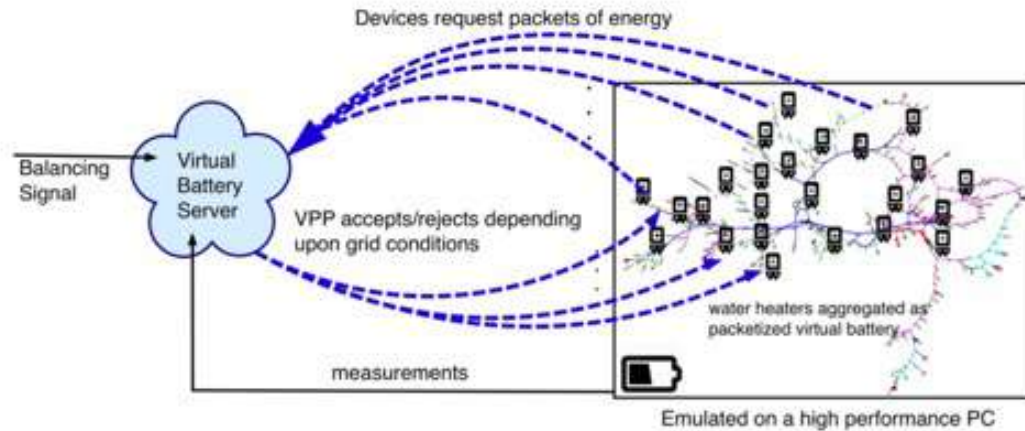 Devices request packets of energy
Balancing
Signal
Virtual
Battery
Server
VPP accepts/rejects depending
upon grid conditions
water heaters aggregated as
packetized virtual battery
measurements
Emulated on a high performance PC